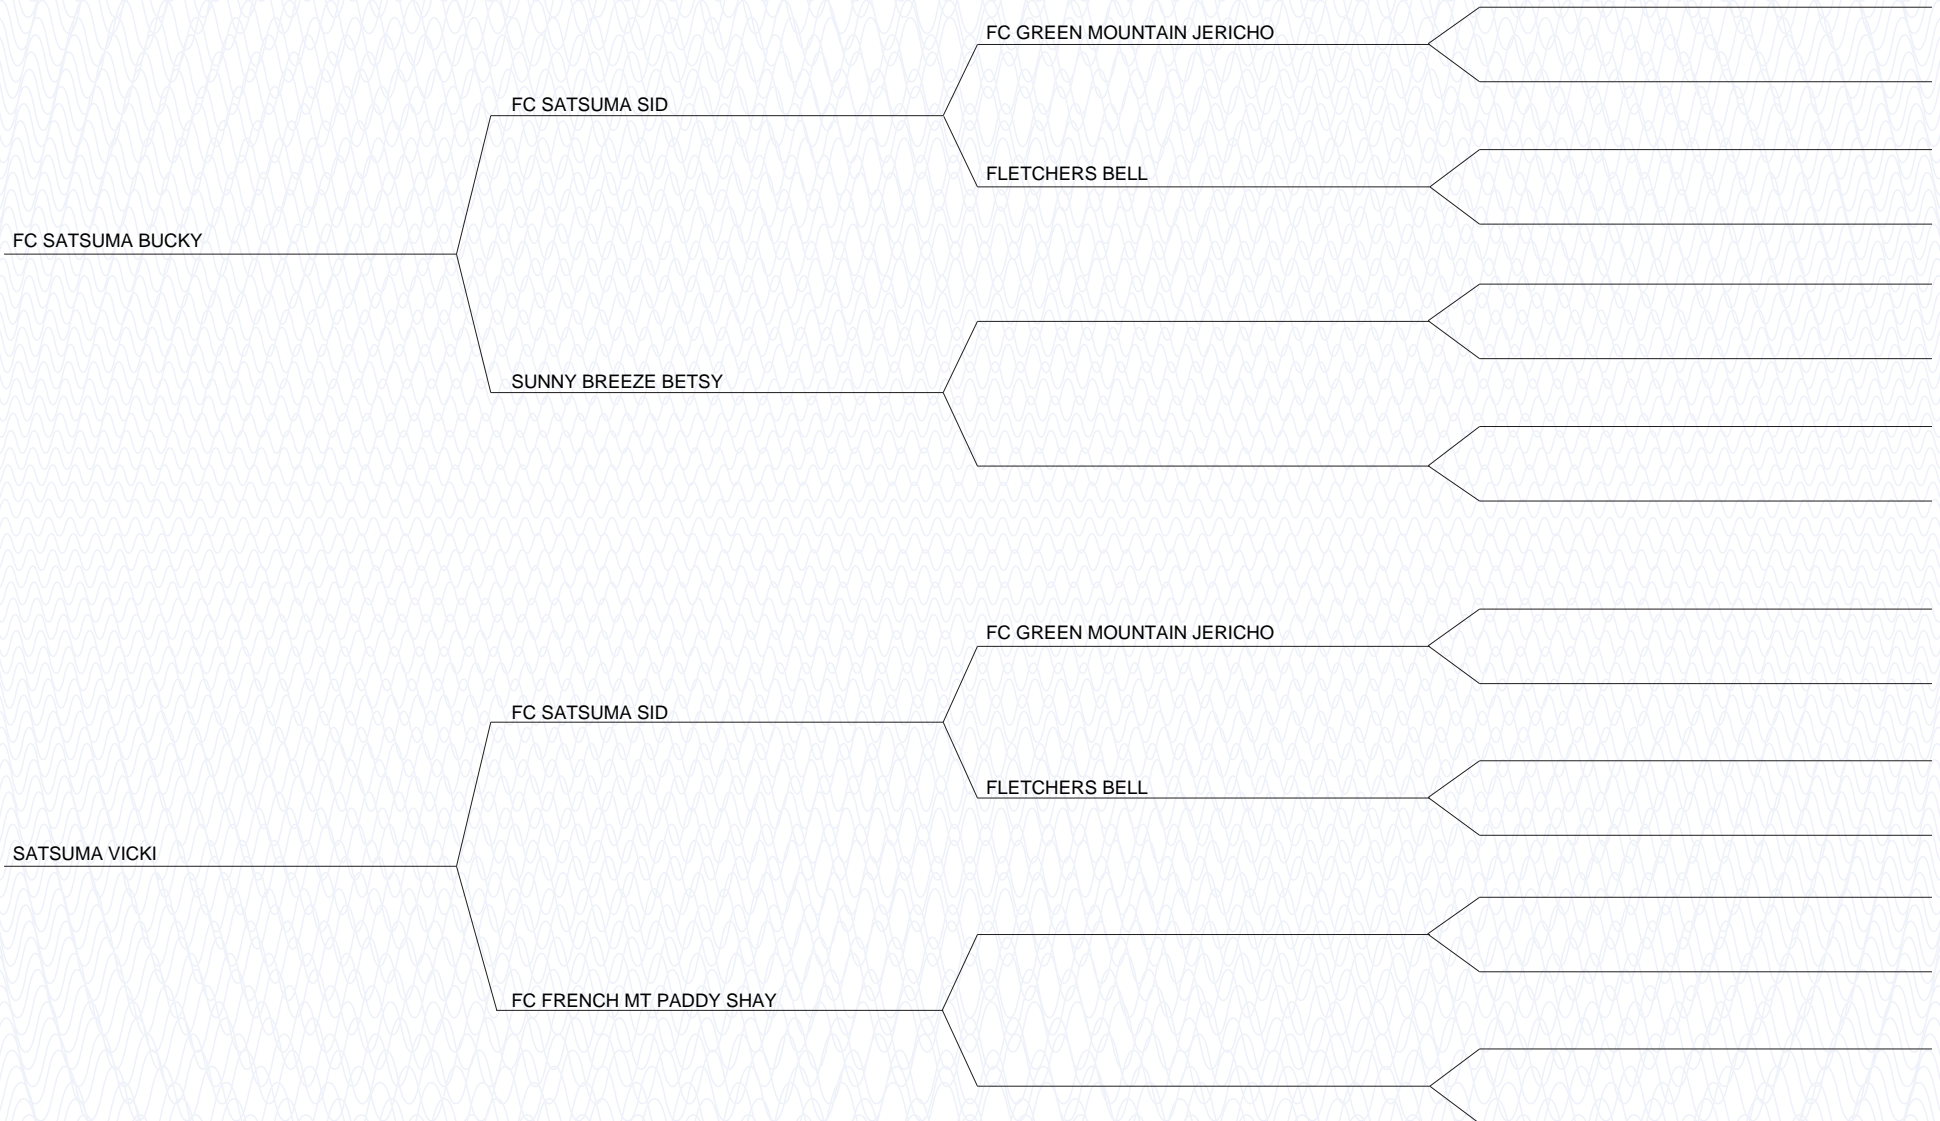 FC GREEN MOUNTAIN JERICHO
FC SATSUMA SID
FLETCHERS BELL
FC SATSUMA BUCKY
SUNNY BREEZE BETSY
FC GREEN MOUNTAIN JERICHO
FC SATSUMA SID
FLETCHERS BELL
SATSUMA VICKI
FC FRENCH MT PADDY SHAY